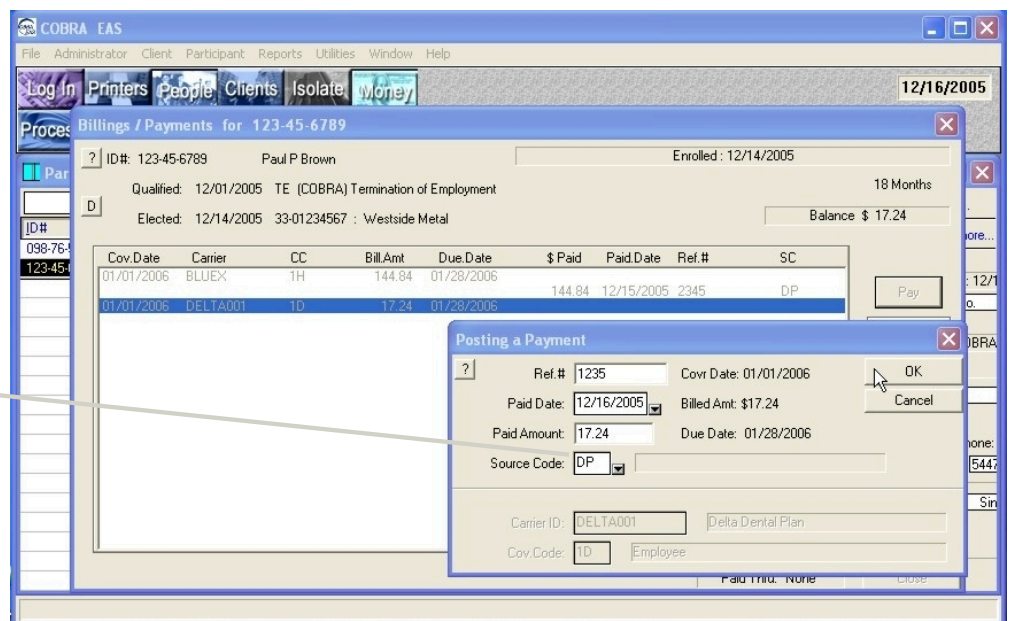 COBRA EAS
File Administrator Client Participant Reports Utilities Window Help
Log In Printers People Clients Isolate Money 12/16/2005
Billings / Payments for 123-45-6789
? ID#: 123-45-6789 Paul P Brown Enrolled : 12/14/2005
Qualified: 12/01/2005 TE (COBRA) Termination of Employment 18 Months
D
Elected: 12/14/2005 33-01234567 : Westside Metal Balance $ 17.24
ID#
Cov.Date Carrier CC Bill.Amt Due.Date $ Paid Paid.Date Ref.# SC
01/01/2006 BLUEX 1H 144.84 01/28/2006
144.84 12/15/2005 2345 DP
Pay
01/01/2006 DELTA001 1D 17.24 01/28/2006
Posting a Payment
? Ref.# 1235 Covr Date: 01/01/2006 OK
Paid Date: 12/16/2005 Billed Amt: $17.24 Cancel
Paid Amount: 17.24 Due Date: 01/28/2006
Source Code: DP
Carrier ID: DELTA001 Delta Dental Plan
Cov.Code: 1D Employee
Paid Thru: None Close